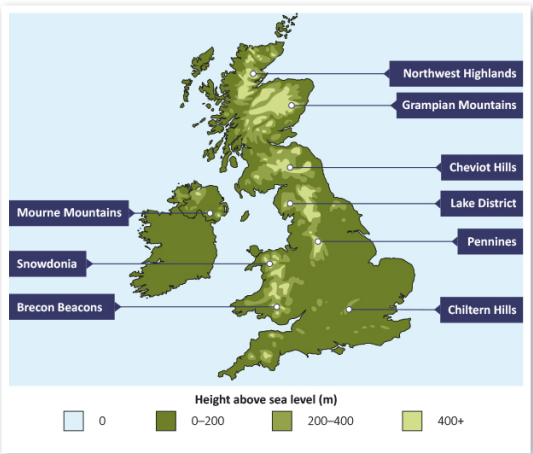 Northwest Highlands
Grampian Mountains
Cheviot Hills
Lake District
Mourne Mountains
Pennines
Snowdonia
Brecon Beacons
Chiltern Hills
Height above sea level (m)
0 0–200 200–400 400+